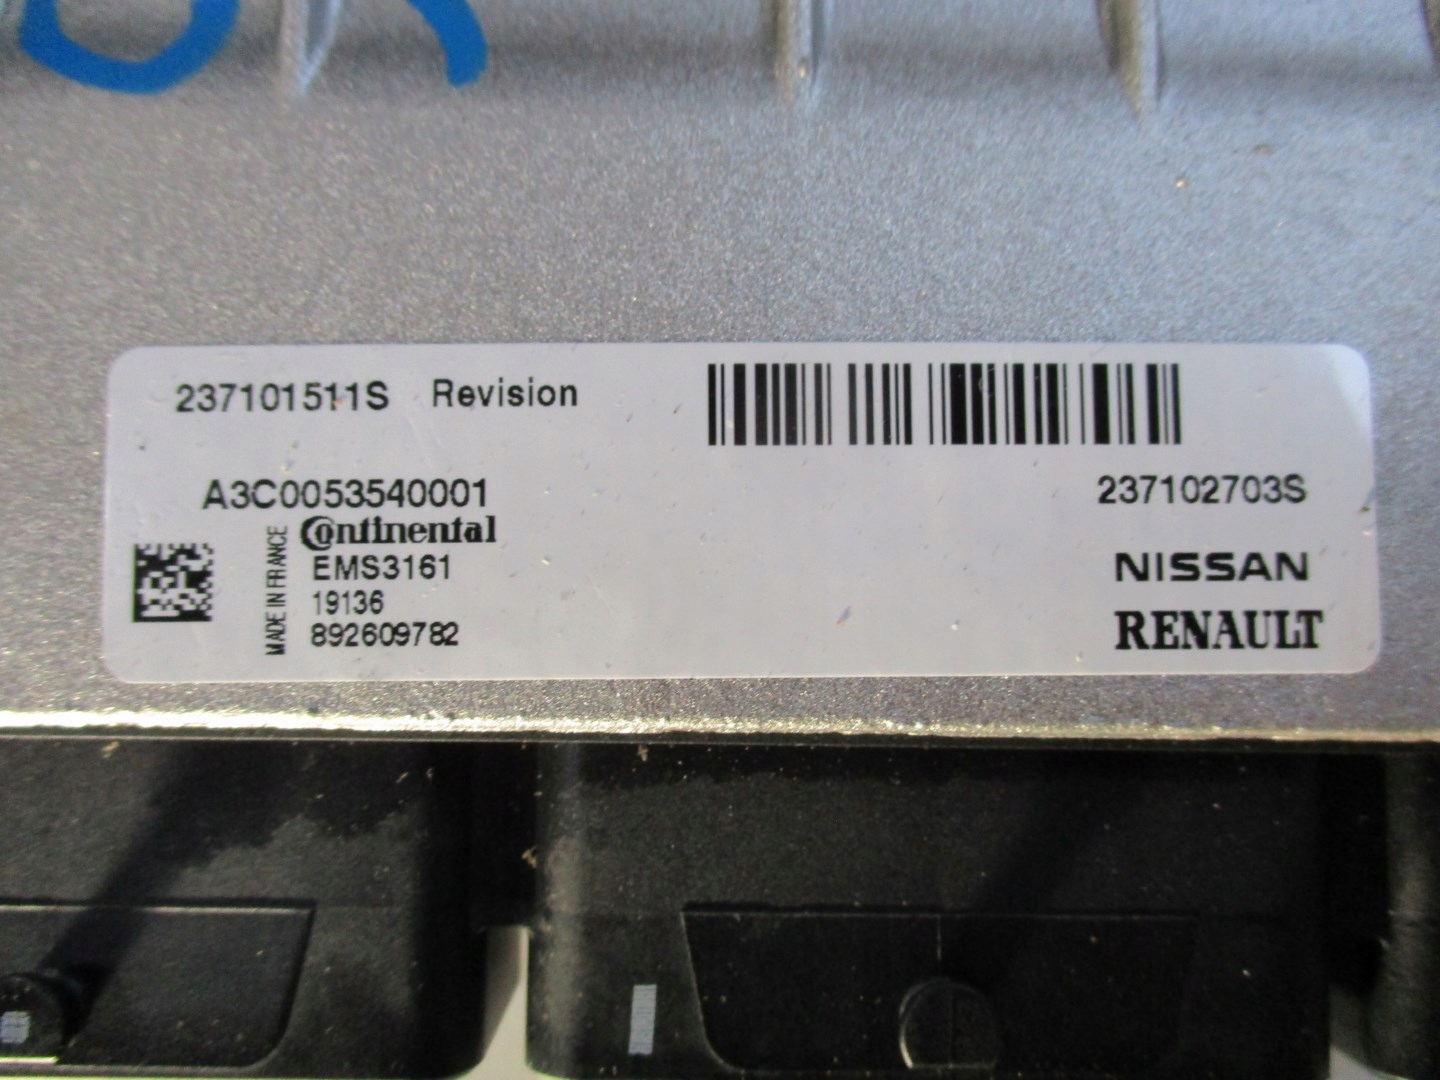 237101511S Revision
A3C0053540001
237102703S
Continental
MADE IN FRANCE
EMS3161
NISSAN
19136
RENAULT
892609782